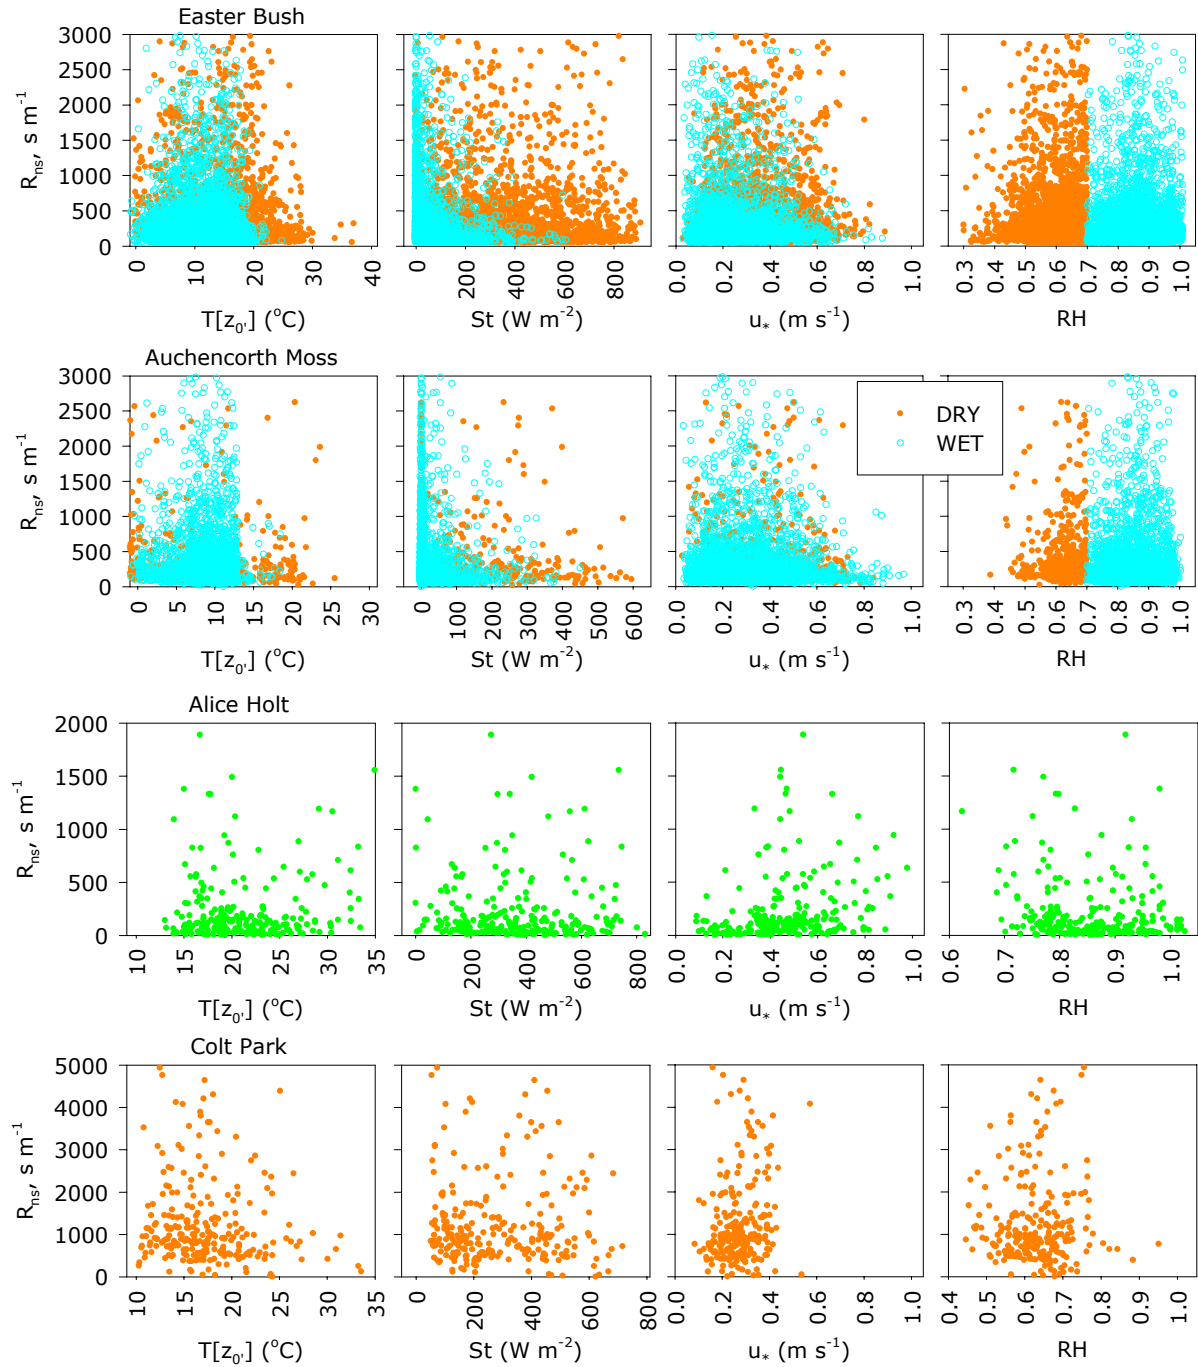 Easter Bush
3000
2500
2000
1500
1000
500
0
Rns, s m-1
0 10 20 30 40
0 200 400 600 800
0.0 0.2 0.4 0.6 0.8 1.0
0.3 0.4 0.5 0.6 0.7 0.8 0.9 1.0
T[z0'] (oC) St (W m-2) u* (m s-1) RH
Auchencorth Moss
3000
2500
2000
1500
1000
500
0
Rns, s m-1
DRY
WET
0 5 10 15 20 25 30
0 100 200 300 400 500 600
0.0 0.2 0.4 0.6 0.8 1.0
0.3 0.4 0.5 0.6 0.7 0.8 0.9 1.0
T[z0'] (oC) St (W m-2) u* (m s-1) RH
Alice Holt
2000
1500
1000
500
0
Rns, s m-1
10 15 20 25 30 35
0 200 400 600 800
0.0 0.2 0.4 0.6 0.8 1.0
0.6 0.7 0.8 0.9 1.0
T[z0'] (oC) St (W m-2) u* (m s-1) RH
Colt Park
5000
4000
3000
2000
1000
0
Rns, s m-1
10 15 20 25 30 35
0 200 400 600 800
0.0 0.2 0.4 0.6 0.8 1.0
0.4 0.5 0.6 0.7 0.8 0.9 1.0
T[z0'] (oC) St (W m-2) u* (m s-1) RH